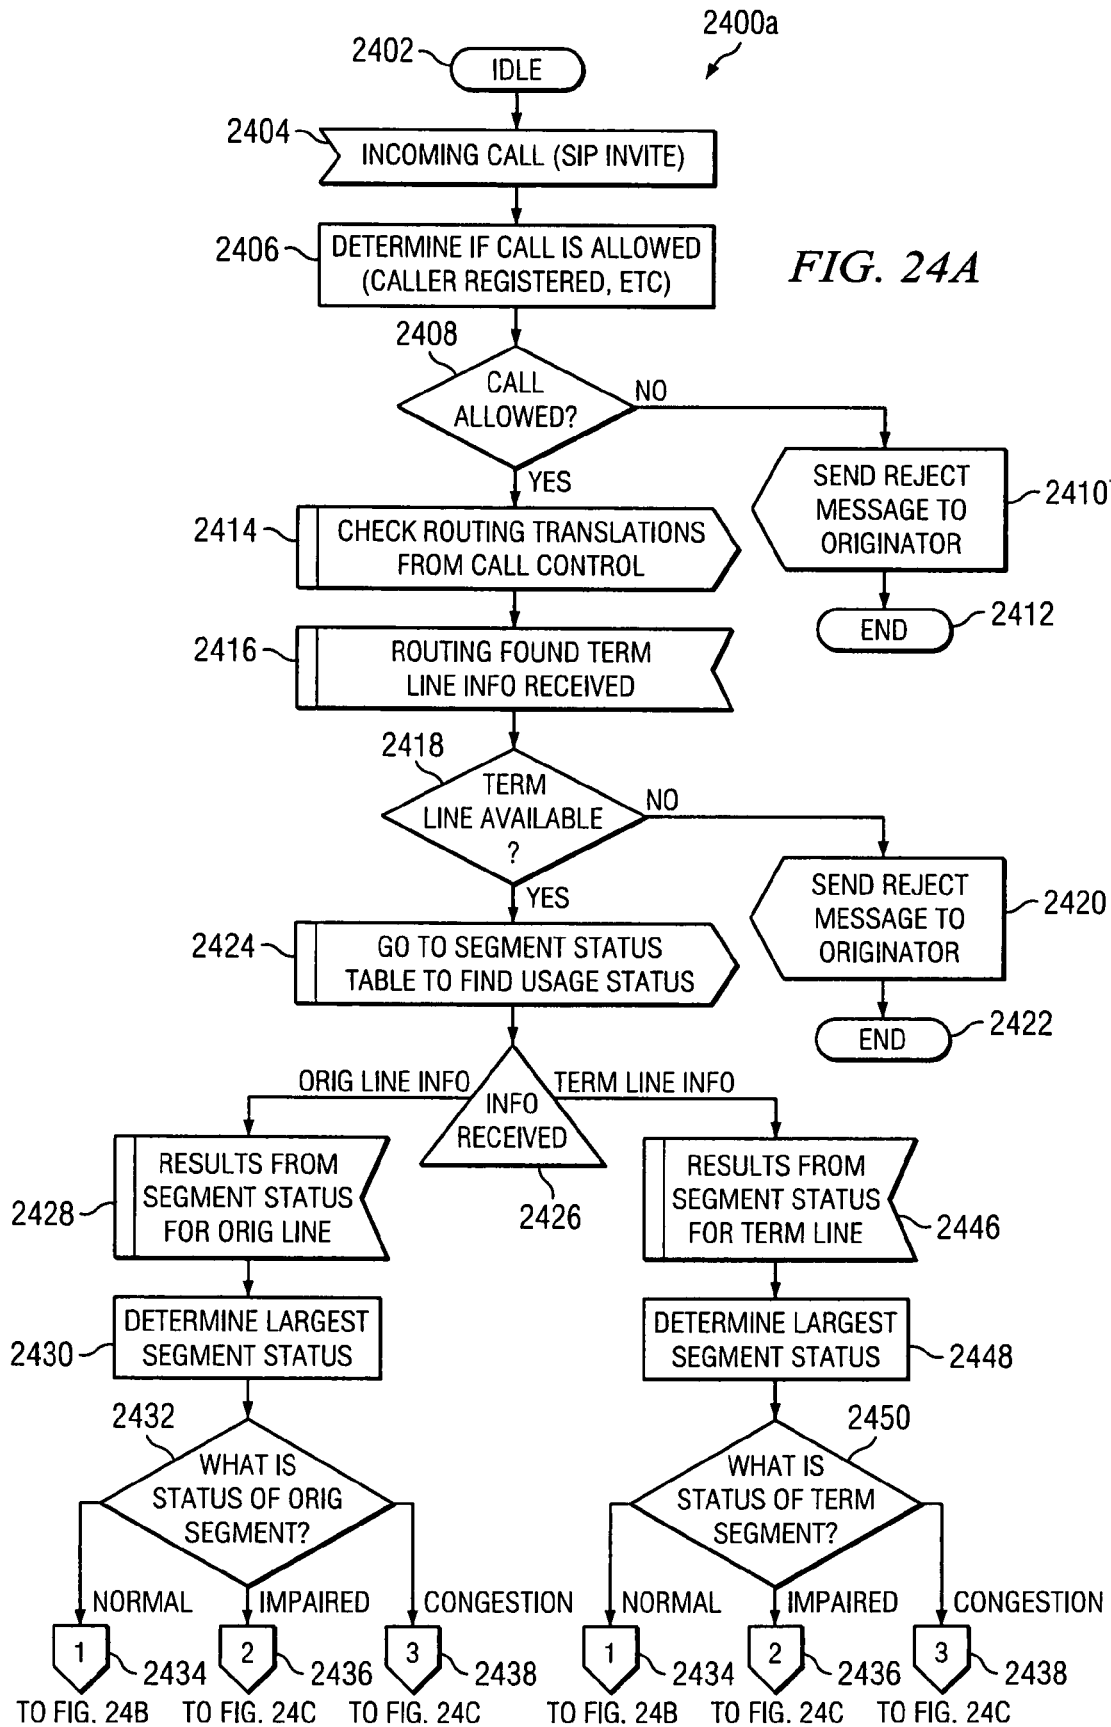 2400a
2402
IDLE
2404
INCOMING CALL (SIP INVITE)
2406
DETERMINE IF CALL IS ALLOWED
(CALLER REGISTERED, ETC)
FIG. 24A
2408
CALL
ALLOWED?
NO
YES
SEND REJECT
MESSAGE TO
ORIGINATOR
2410
2414
CHECK ROUTING TRANSLATIONS
FROM CALL CONTROL
END
2412
2416
ROUTING FOUND TERM
LINE INFO RECEIVED
2418
TERM
LINE AVAILABLE
?
NO
YES
SEND REJECT
MESSAGE TO
ORIGINATOR
2420
2424
GO TO SEGMENT STATUS
TABLE TO FIND USAGE STATUS
END
2422
ORIG LINE INFO
TERM LINE INFO
INFO
RECEIVED
2426
RESULTS FROM
SEGMENT STATUS
FOR ORIG LINE
2428
RESULTS FROM
SEGMENT STATUS
FOR TERM LINE
2446
DETERMINE LARGEST
SEGMENT STATUS
2430
DETERMINE LARGEST
SEGMENT STATUS
2448
2432
WHAT IS
STATUS OF ORIG
SEGMENT?
2450
WHAT IS
STATUS OF TERM
SEGMENT?
NORMAL
IMPAIRED
CONGESTION
NORMAL
IMPAIRED
CONGESTION
1
2434
2
2436
3
2438
1
2434
2
2436
3
2438
TO FIG. 24B
TO FIG. 24C
TO FIG. 24C
TO FIG. 24B
TO FIG. 24C
TO FIG. 24C